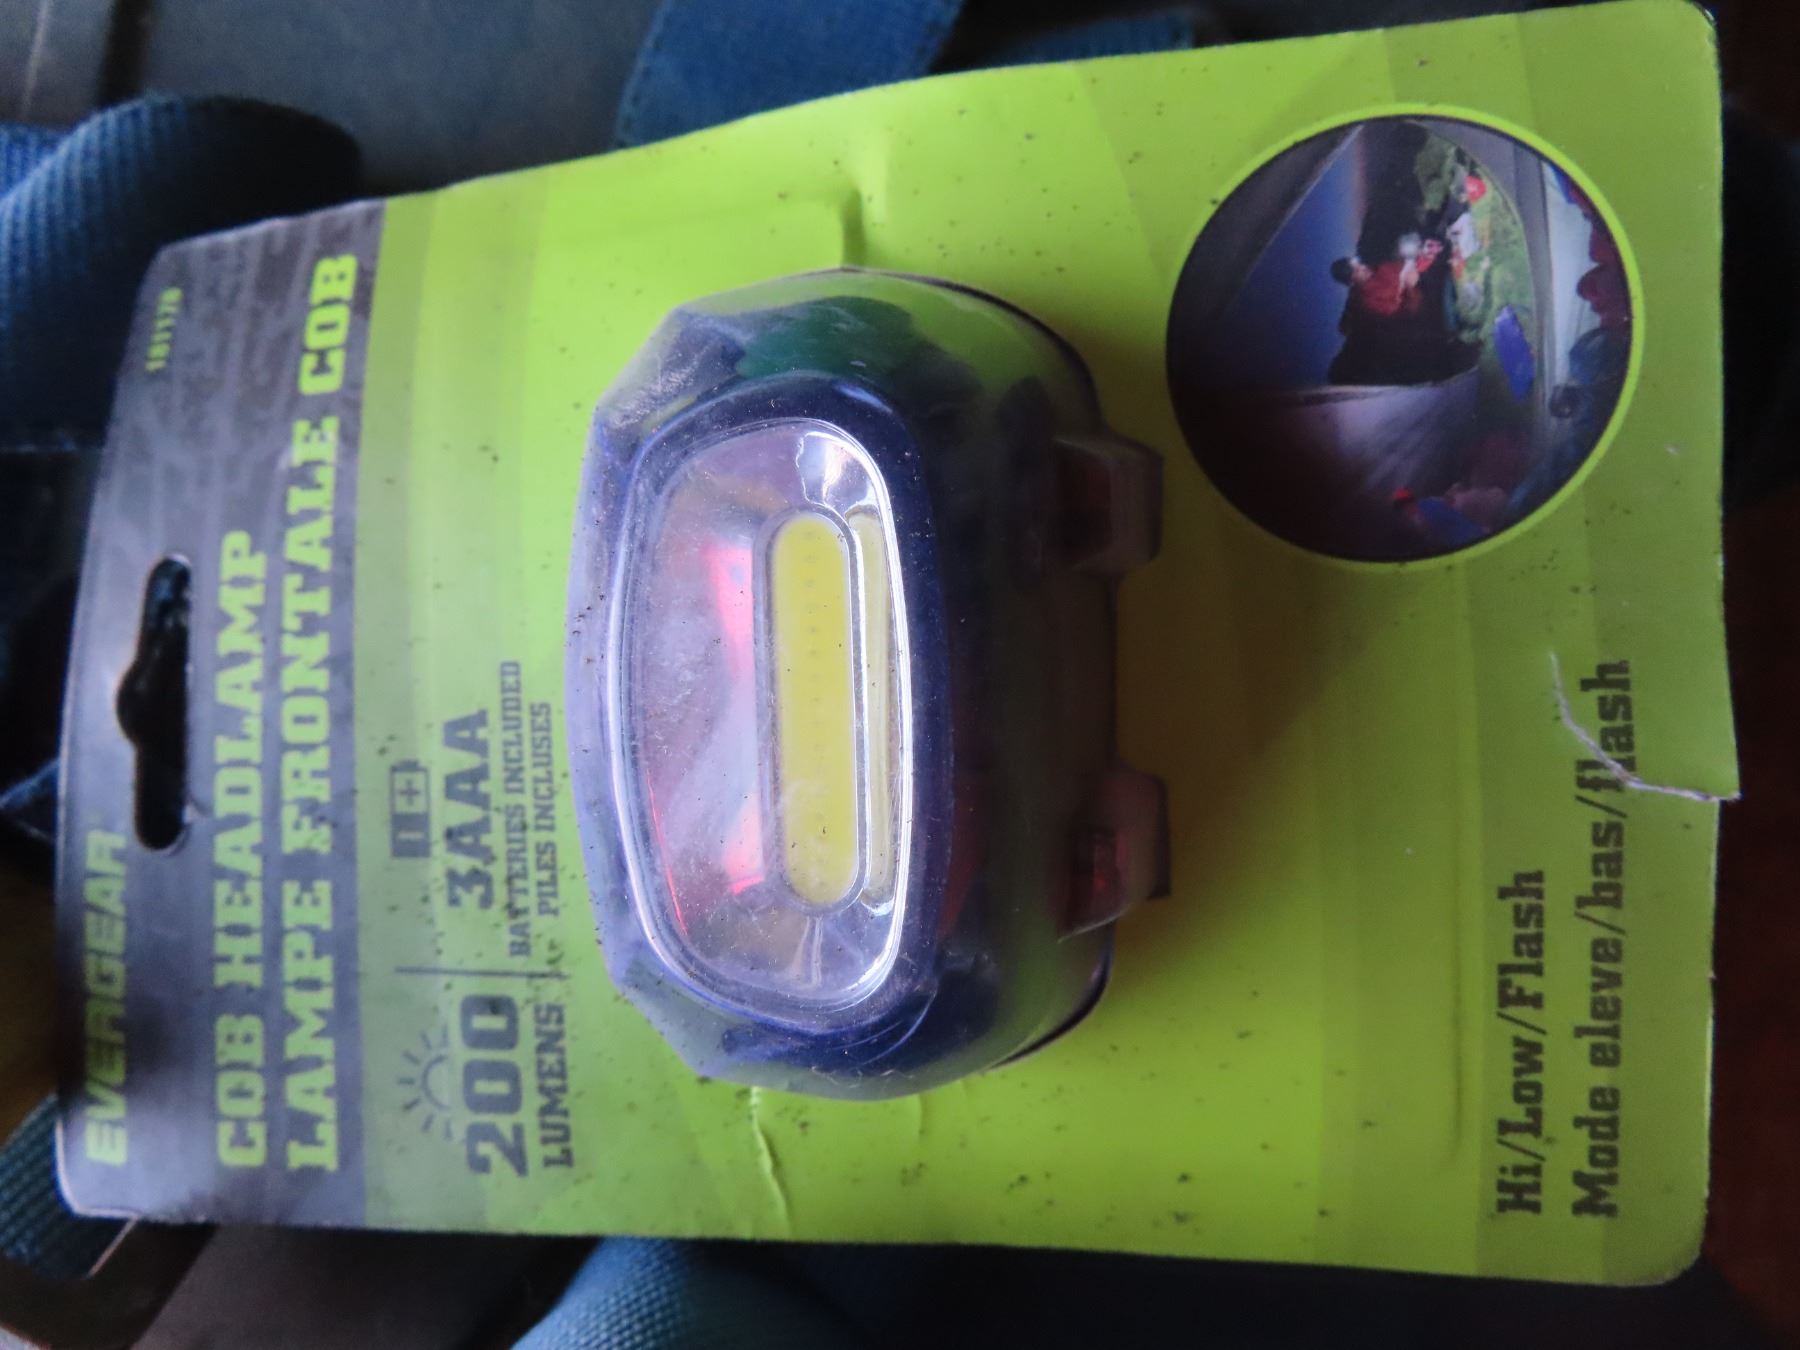 EVERGEAR
181178
COB HEADLAMP
LAMPE FRONTALE COB
200
LUMENS
3AAA
BATTERIES INCLUDED
PILES INCLUSES
Hi/Low/Flash
Mode eleve/bas/flash